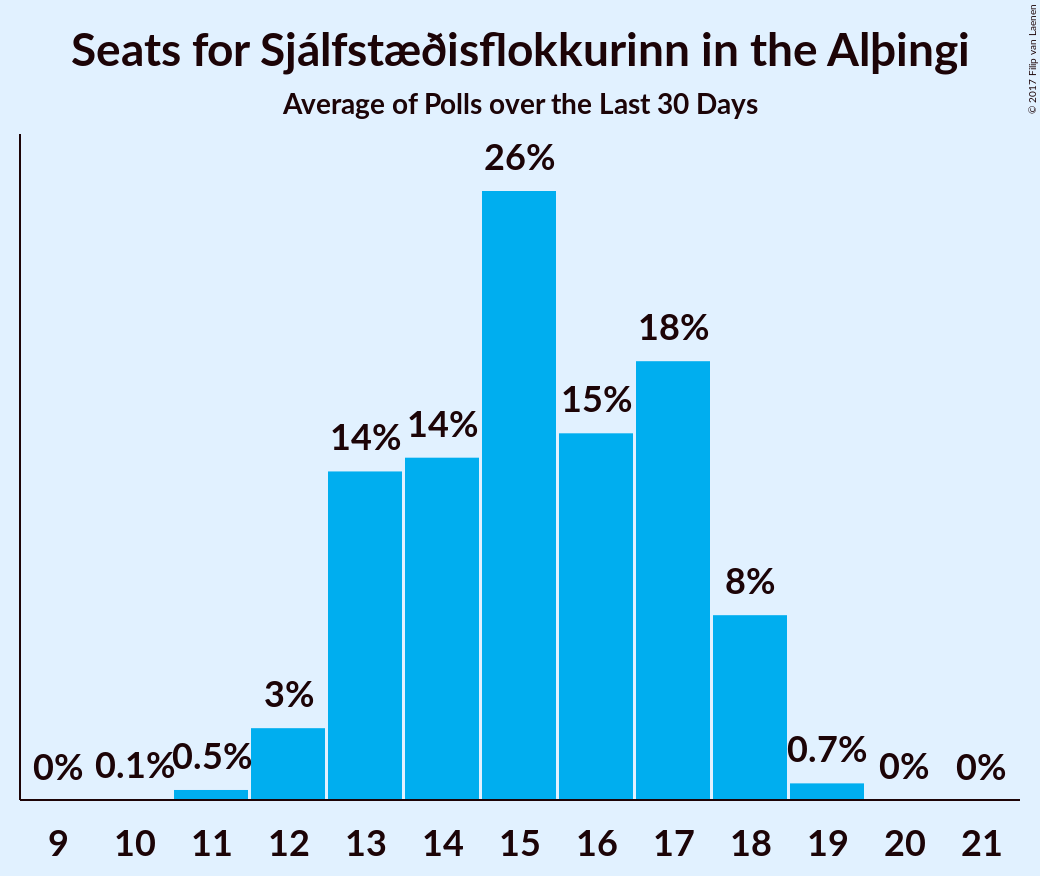 Seats for Sjálfstæðisflokkurinn in the Alþingi
Average of Polls over the Last 30 Days
© 2017 Filip van Laenen
0% 0.1% 0.5% 3% 14% 14% 26% 15% 18% 8% 0.7% 0% 0%
9 10 11 12 13 14 15 16 17 18 19 20 21